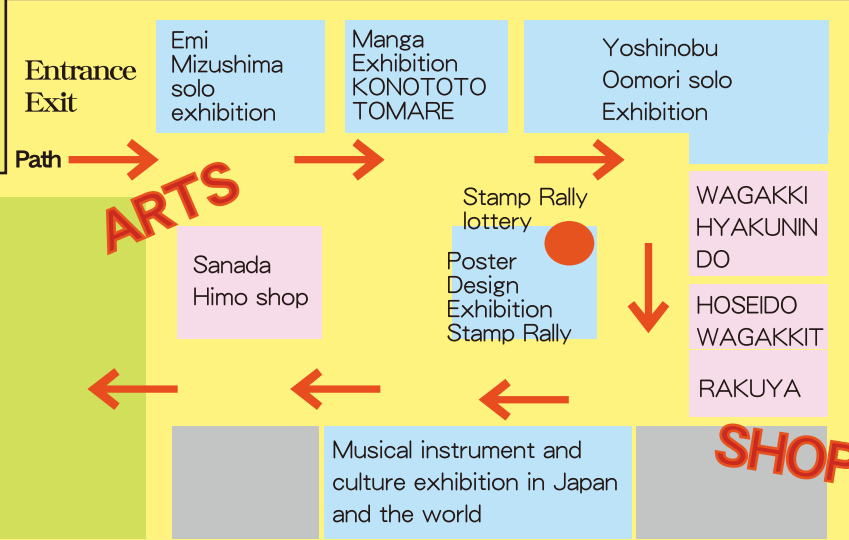 Entrance
Exit
Path
Emi
Mizushima
solo
exhibition
Manga
Exhibition
KONOTOTO
TOMARE
Yoshinobu
Oomori solo
Exhibition
ARTS
Stamp Rally
lottery
WAGAKKI
HYAKUNIN
DO
Sanada
Himo shop
Poster
Design
Exhibition
Stamp Rally
HOSEIDO
WAGAKKIT
RAKUYA
SHOP
Musical instrument and
culture exhibition in Japan
and the world